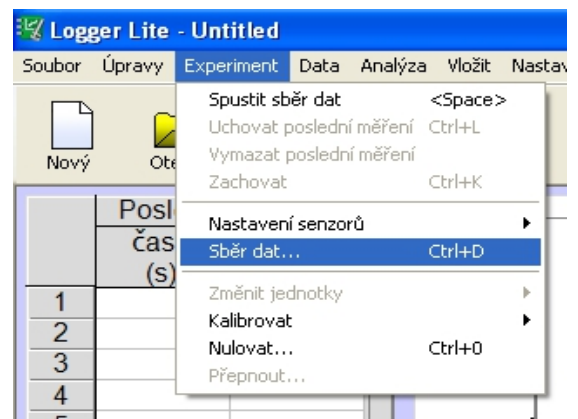 Logger Lite - Untitled
Soubor Úpravy Experiment Data Analýza Vložit Nastav
Nový Ote
Spustit sběr dat <Space>
Uchovat poslední měření Ctrl+L
Vymazat poslední měření
Zachovat Ctrl+K
Nastavení senzorů
Sběr dat... Ctrl+D
Změnit jednotky
Kalibrovat
Nulovat... Ctrl+0
Přepnout...
Posl
čas
(s)
1
2
3
4